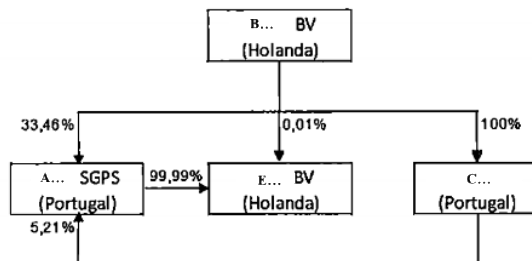 B... BV
(Holanda)
33,46%
0,01%
100%
A... SGPS
(Portugal)
99,99%
E... BV
(Holanda)
C...
(Portugal)
5,21%